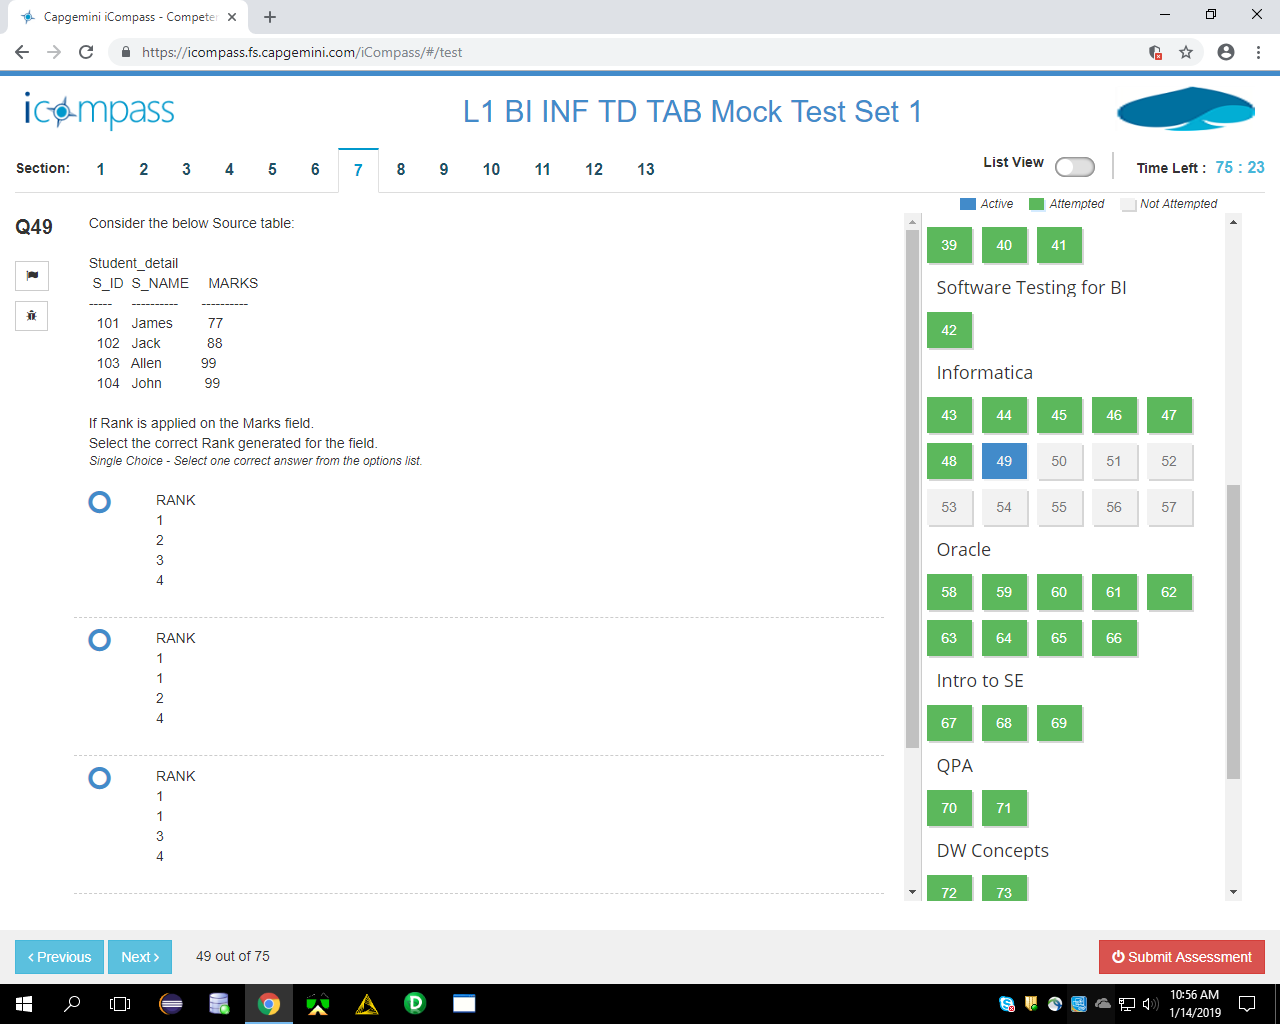 Capgemini iCompass - Competer
https://icompass.fs.capgemini.com/iCompass/#/test
icompass
L1 BI INF TD TAB Mock Test Set 1
Section: 1 2 3 4 5 6 7 8 9 10 11 12 13
List View
Time Left : 75 : 23
Active Attempted Not Attempted
Q49
Consider the below Source table:
Student_detail
S_ID S_NAME MARKS
----- ---------- ----------
101 James 77
102 Jack 88
103 Allen 99
104 John 99
If Rank is applied on the Marks field.
Select the correct Rank generated for the field.
Single Choice - Select one correct answer from the options list.
RANK
1
2
3
4
RANK
1
1
2
4
RANK
1
1
3
4
39 40 41
Software Testing for BI
42
Informatica
43 44 45 46 47
48 49 50 51 52
53 54 55 56 57
Oracle
58 59 60 61 62
63 64 65 66
Intro to SE
67 68 69
QPA
70 71
DW Concepts
72 73
‹ Previous
Next ›
49 out of 75
Submit Assessment
10:56 AM
1/14/2019